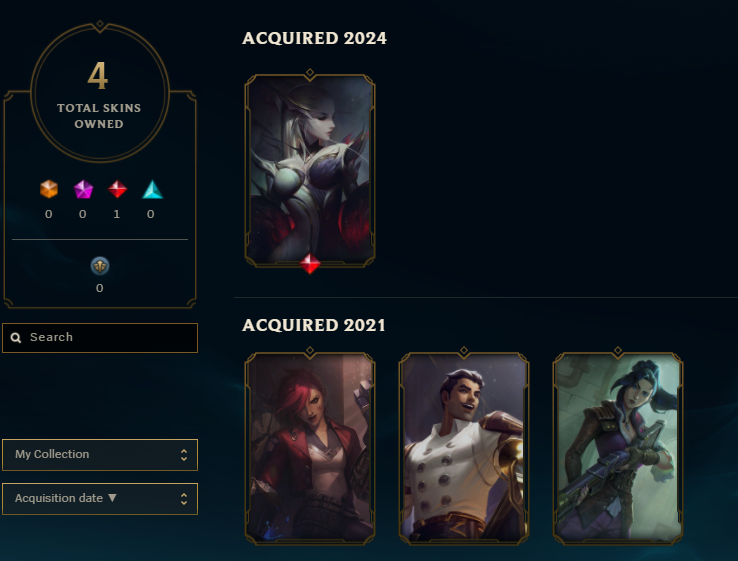 ACQUIRED 2024
4
TOTAL SKINS
OWNED
0 0 1 0
0
Search
My Collection
Acquisition date ▼
ACQUIRED 2021